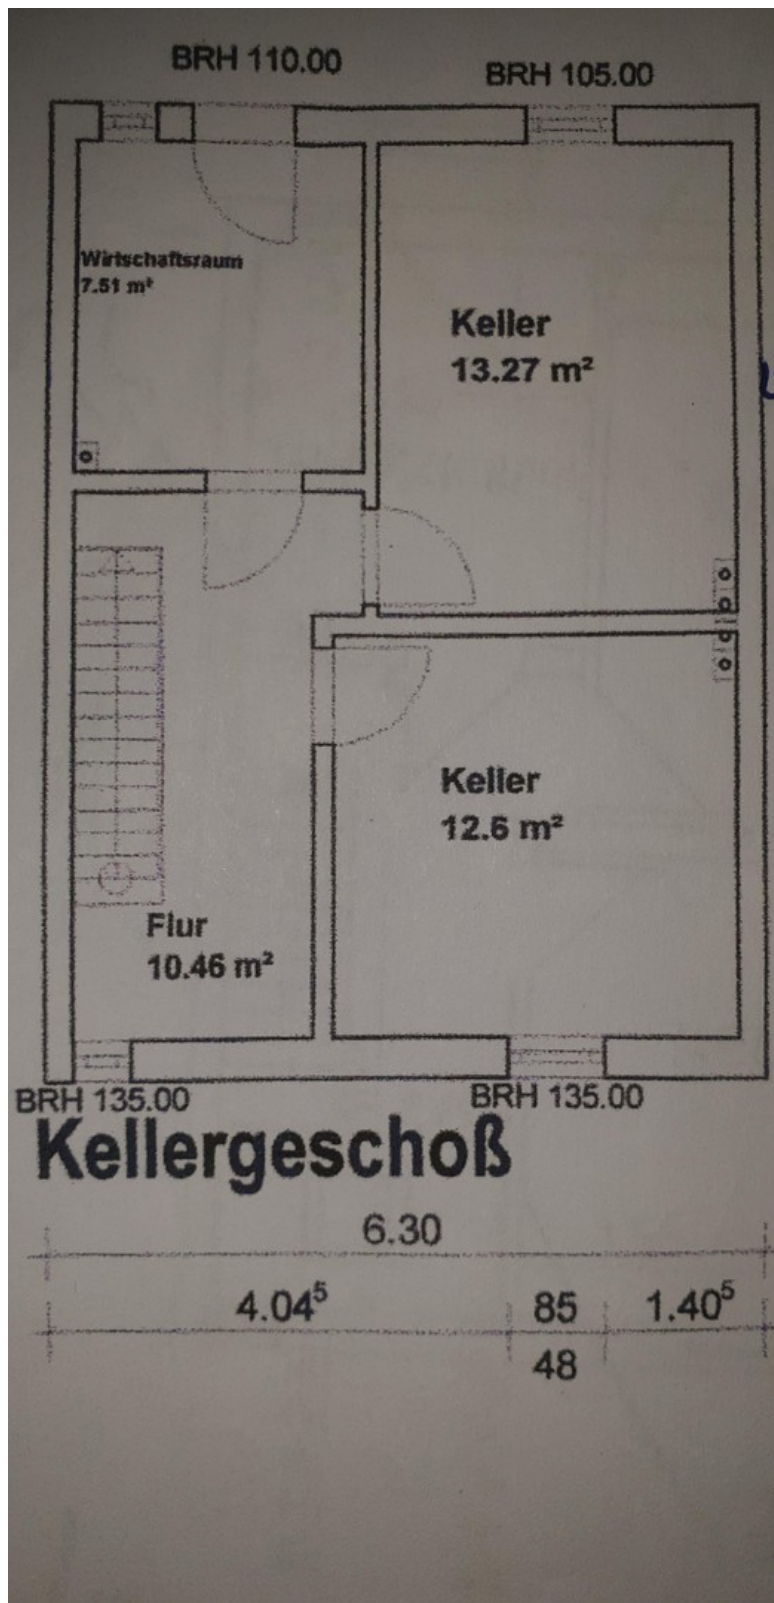 BRH 110.00
BRH 105.00
Wirtschaftsraum
7.51 m²
Keller
13.27 m²
Keller
12.6 m²
Flur
10.46 m²
BRH 135.00
BRH 135.00
Kellergeschoß
6.30
4.04⁵
85
1.40⁵
48